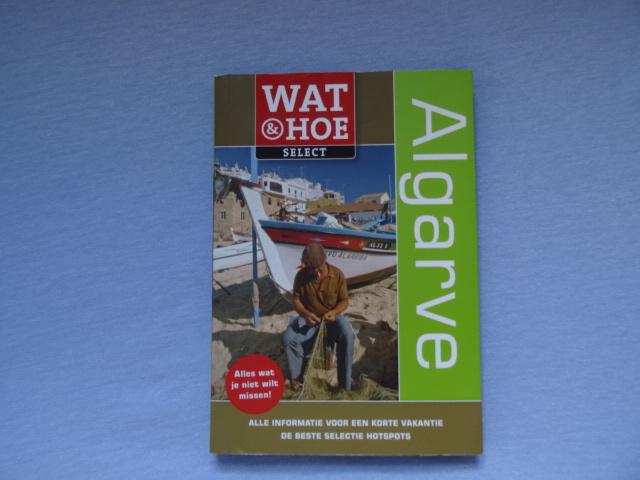 WAT
& HOE
SELECT
Algarve
Alles wat
je niet wilt
missen!
ALLE INFORMATIE VOOR EEN KORTE VAKANTIE
DE BESTE SELECTIE HOTSPOTS